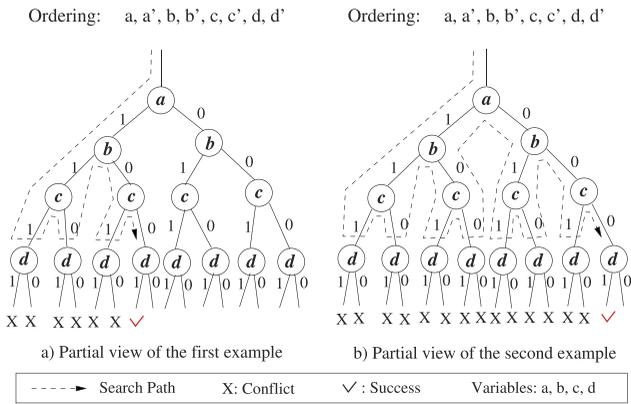 Ordering: a, a’, b, b’, c, c’, d, d’
a
1 0
b b
1 0 1 0
c c c c
1 0 1 0 1 0 1 0
d d d d d d d d
1 0 1 0 1 0 1 0 1 0 1 0 1 0 1 0
X X X X X X ✓
a) Partial view of the first example
Ordering: a, a’, b, b’, c, c’, d, d’
a
1 0
b b
1 0 1 0
c c c c
1 0 1 0 1 0 1 0
d d d d d d d d
1 0 1 0 1 0 1 0 1 0 1 0 1 0 1 0
X X X X X X X X X X X X X X ✓
b) Partial view of the second example
Search Path X: Conflict ✓: Success Variables: a, b, c, d